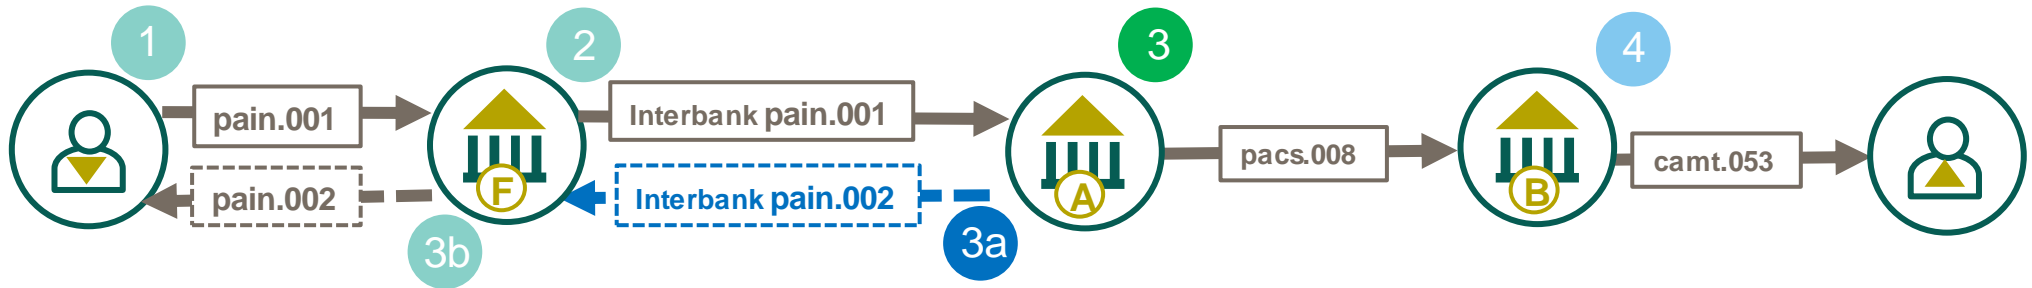 1
2
3
4
pain.001
Interbank pain.001
pacs.008
camt.053
pain.002
Interbank pain.002
F
A
B
3b
3a